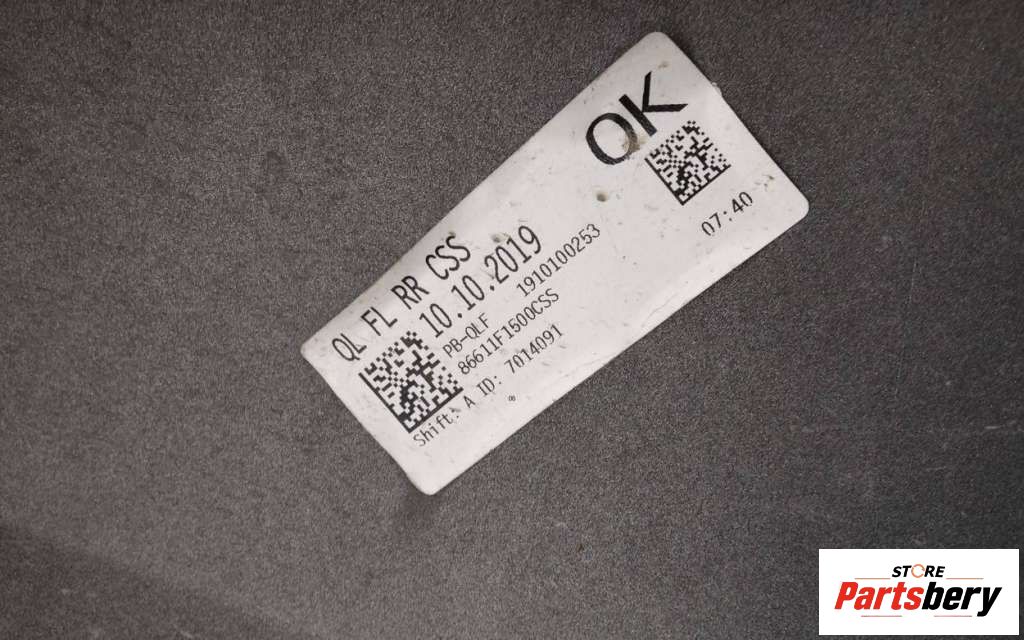 OK
07:40
QL FL RR CSS
10.10.2019
PB-QLF 1910100253
86611F1500CSS
Shift: A ID: 7014091
06
STORE
Partsbery